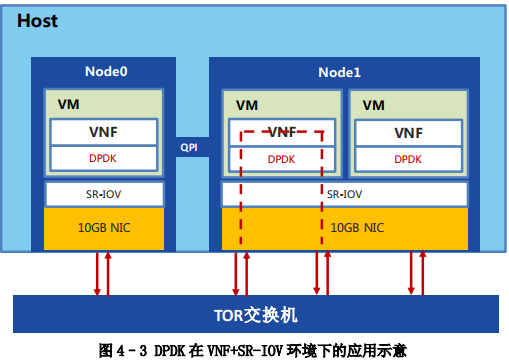 Host
Node0
Node1
VM
VM
VM
VNF
VNF
VNF
DPDK
QPI
DPDK
DPDK
SR-IOV
SR-IOV
10GB NIC
10GB NIC
TOR交换机
图 4-3 DPDK 在 VNF+SR-IOV 环境下的应用示意